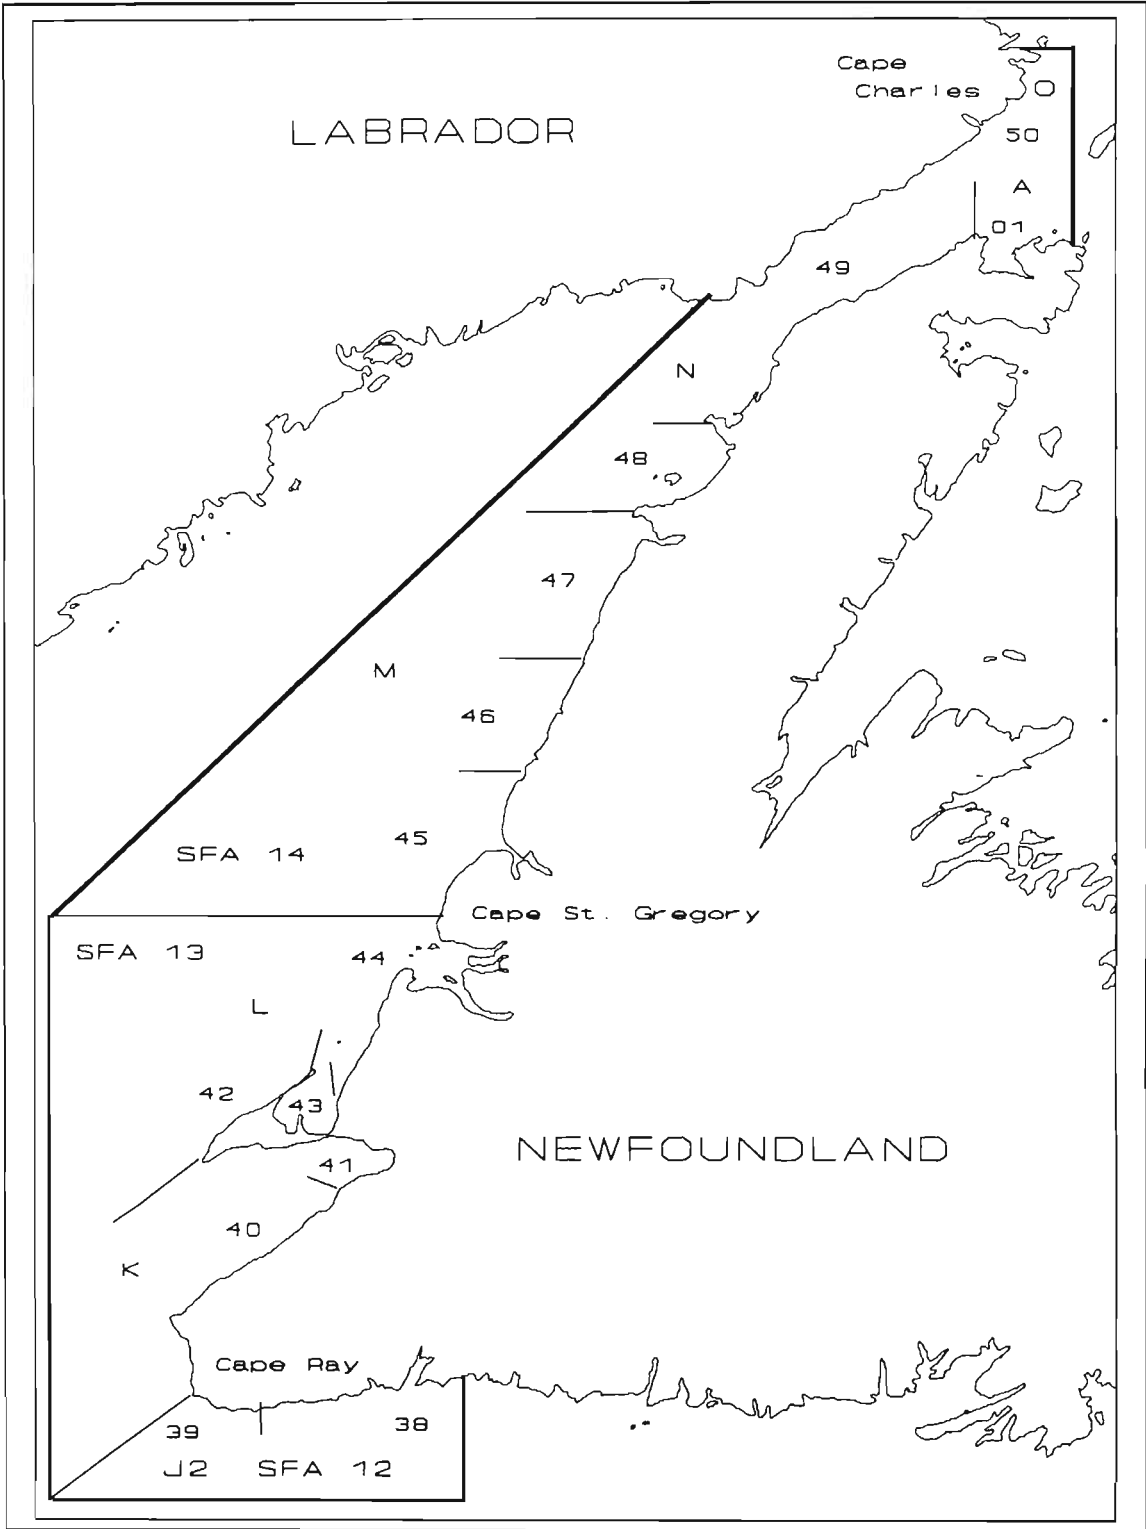 Cape
Charles
O
LABRADOR
50
A
01
49
N
48
47
M
46
45
SFA 14
Cape St. Gregory
SFA 13
44
L
42
43
NEWFOUNDLAND
41
40
K
Cape Ray
39
38
J2
SFA 12